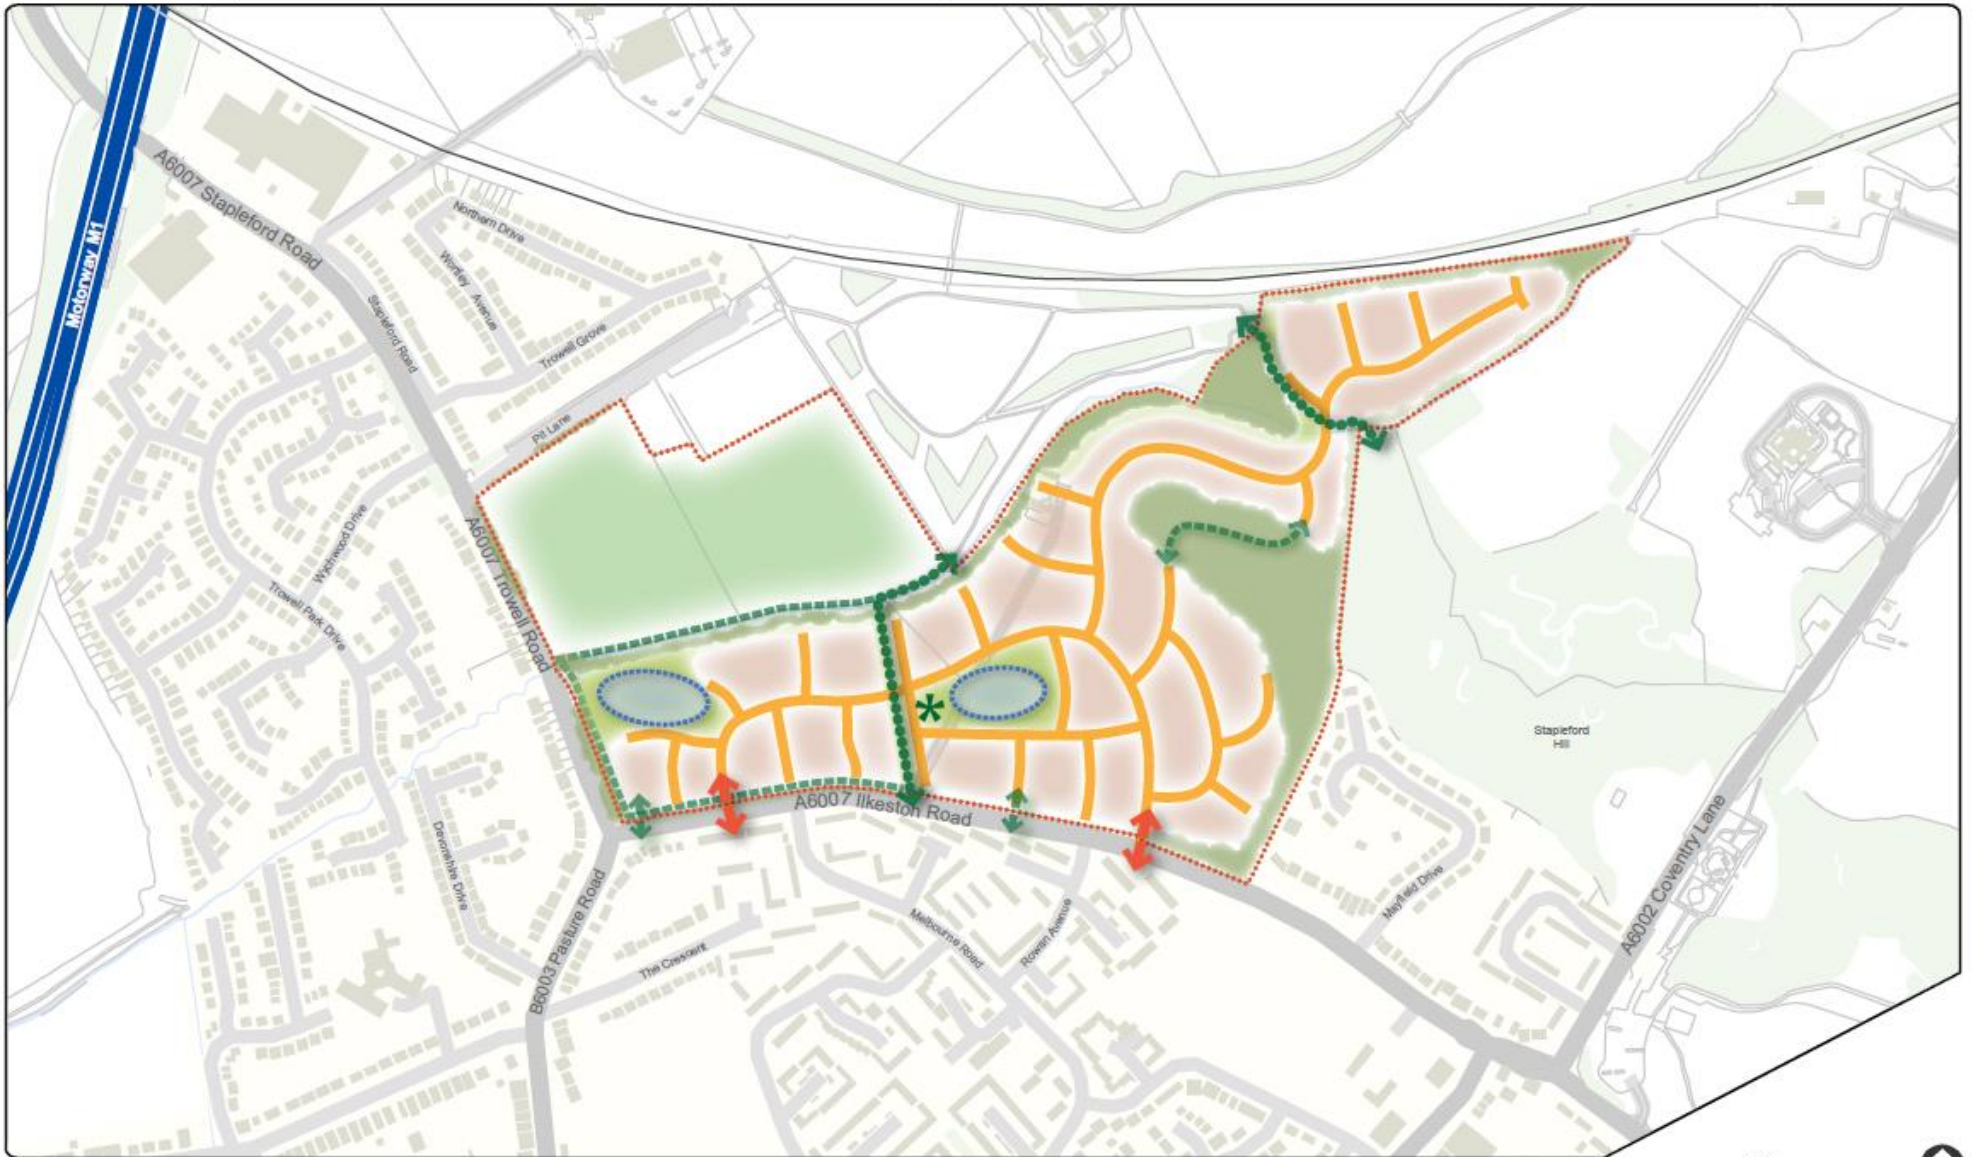 Motorway M1
A6007 Stapleford Road
Northern Drive
Wortley Avenue
Stapleford Road
Trowell Grove
Pit Lane
Wychwood Drive
A6007 Trowell Road
Trowell Park Drive
Stapleford
Hill
A6007 Ilkeston Road
Devonshire Drive
Mayfield Drive
A6002 Coventry Lane
B6003 Pasture Road
Melbourne Road
Rowan Avenue
The Crescent
*